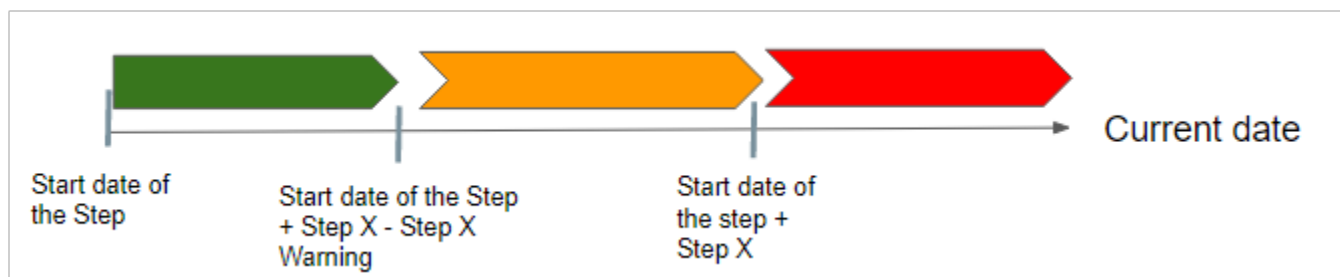 Current date
Start date of
the Step
Start date of the Step
+ Step X - Step X
Warning
Start date of
the step +
Step X